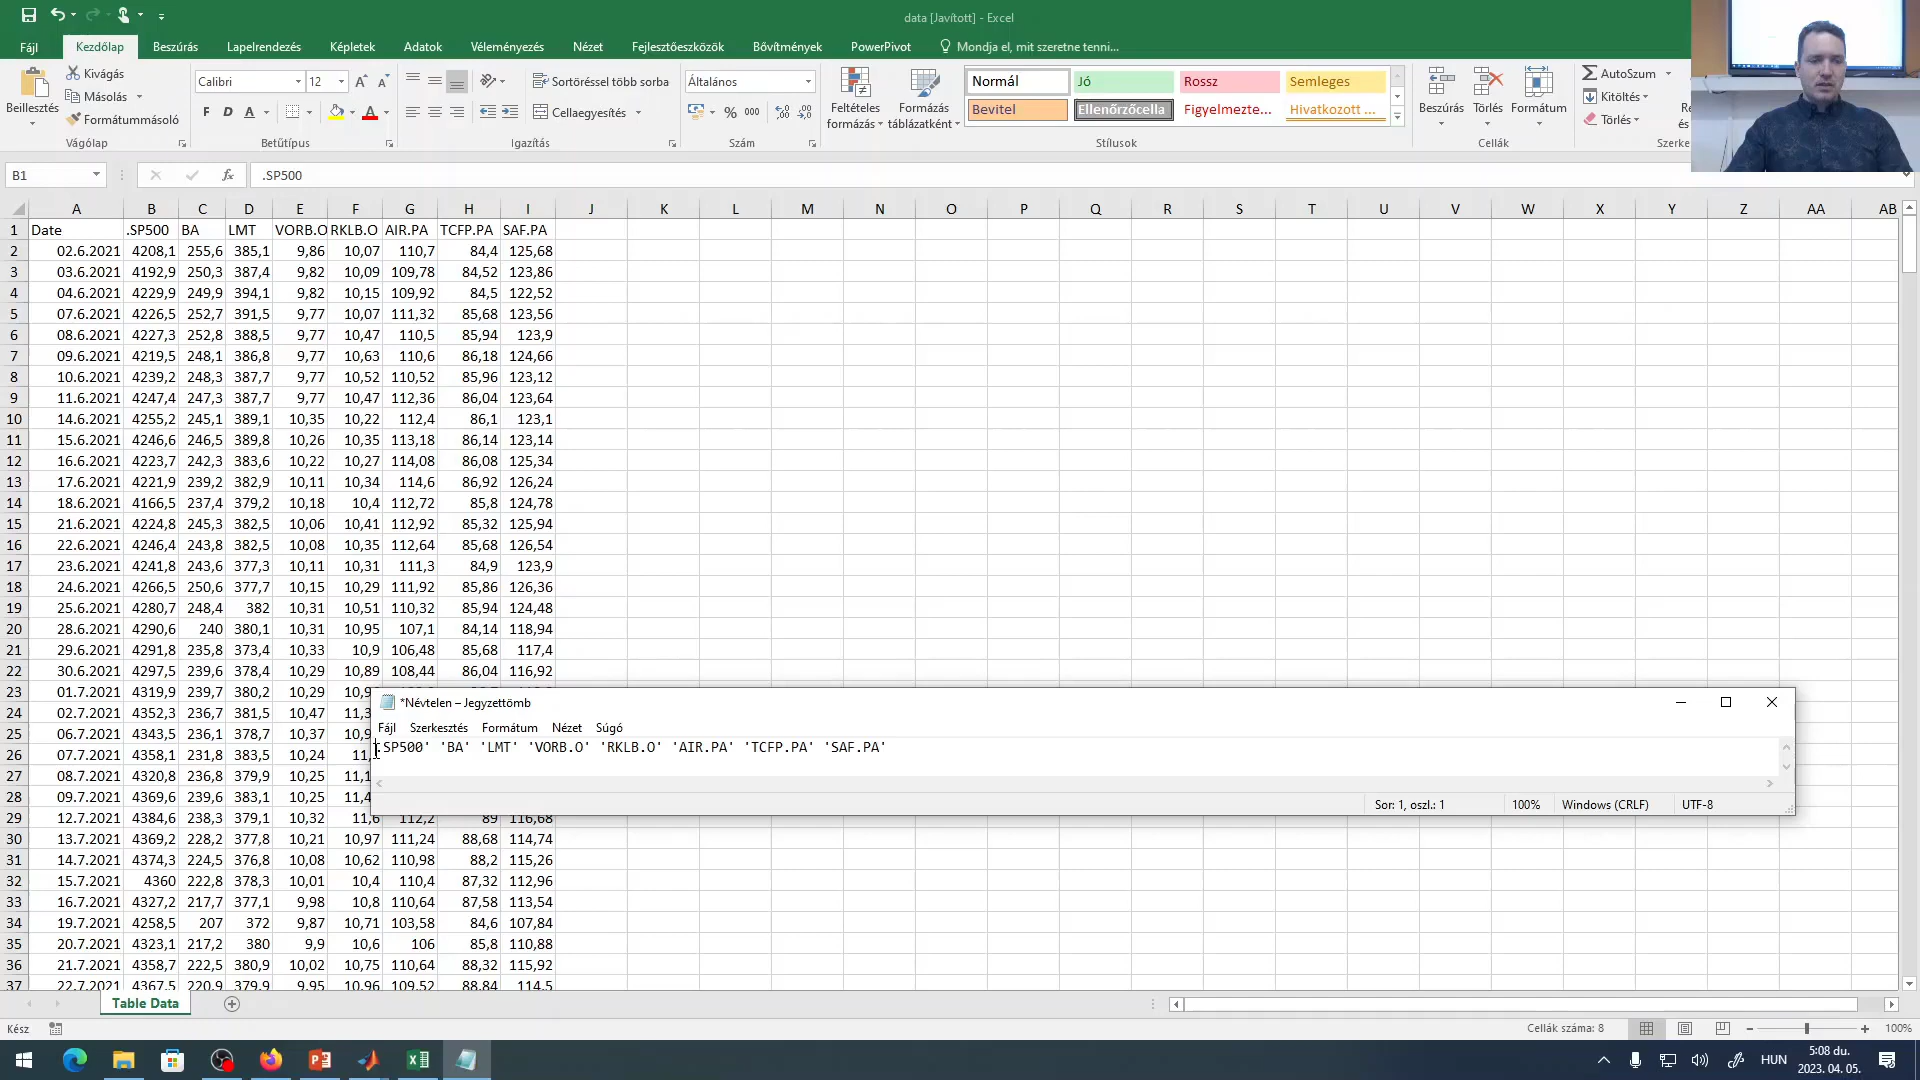 data [Javított] - Excel
Fájl Kezdőlap Beszúrás Lapelrendezés Képletek Adatok Véleményezés Nézet Fejlesztőeszközök Bővítmények PowerPivot Mondja el, mit szeretne tenni...
Beillesztés Kivágás Másolás Formátummásoló
Calibri 12 F D A
Sortöréssel több sorba
Cellaegyesítés
Általános
% 000
Feltételes formázás Formázás táblázatként
Normál Jó Rossz Semleges
Bevitel Ellenőrzőcella Figyelmezte... Hivatkozott ...
Beszúrás Törlés Formátum
AutoSzum
Kitöltés
Törlés
Vágólap Betűtípus Igazítás Szám Stílusok Cellák Szerke
B1 fx .SP500
A B C D E F G H I J K L M N O P Q R S T U V W X Y Z AA AB
1 Date .SP500 BA LMT VORB.O RKLB.O AIR.PA TCFP.PA SAF.PA
2 02.6.2021 4208,1 255,6 385,1 9,86 10,07 110,7 84,4 125,68
3 03.6.2021 4192,9 250,3 387,4 9,82 10,09 109,78 84,52 123,86
4 04.6.2021 4229,9 249,9 394,1 9,82 10,15 109,92 84,5 122,52
5 07.6.2021 4226,5 252,7 391,5 9,77 10,07 111,32 85,68 123,56
6 08.6.2021 4227,3 252,8 388,5 9,77 10,47 110,5 85,94 123,9
7 09.6.2021 4219,5 248,1 386,8 9,77 10,63 110,6 86,18 124,66
8 10.6.2021 4239,2 248,3 387,7 9,77 10,52 110,52 85,96 123,12
9 11.6.2021 4247,4 247,3 387,7 9,77 10,47 112,36 86,04 123,64
10 14.6.2021 4255,2 245,1 389,1 10,35 10,22 112,4 86,1 123,1
11 15.6.2021 4246,6 246,5 389,8 10,26 10,35 113,18 86,14 123,14
12 16.6.2021 4223,7 242,3 383,6 10,22 10,27 114,08 86,08 125,34
13 17.6.2021 4221,9 239,2 382,9 10,11 10,34 114,6 86,92 126,24
14 18.6.2021 4166,5 237,4 379,2 10,18 10,4 112,72 85,8 124,78
15 21.6.2021 4224,8 245,3 382,5 10,06 10,41 112,92 85,32 125,94
16 22.6.2021 4246,4 243,8 382,5 10,08 10,35 112,64 85,68 126,54
17 23.6.2021 4241,8 243,6 377,3 10,11 10,31 111,3 84,9 123,9
18 24.6.2021 4266,5 250,6 377,7 10,15 10,29 111,92 85,86 126,36
19 25.6.2021 4280,7 248,4 382 10,31 10,51 110,32 85,94 124,48
20 28.6.2021 4290,6 240 380,1 10,31 10,95 107,1 84,14 118,94
21 29.6.2021 4291,8 235,8 373,4 10,33 10,9 106,48 85,68 117,4
22 30.6.2021 4297,5 239,6 378,4 10,29 10,89 108,44 86,04 116,92
23 01.7.2021 4319,9 239,7 380,2 10,29
24 02.7.2021 4352,3 236,7 381,5 10,47
25 06.7.2021 4343,5 236,1 378,7 10,37
26 07.7.2021 4358,1 231,8 383,5 10,24
27 08.7.2021 4320,8 236,8 379,9 10,25
28 09.7.2021 4369,6 239,6 383,1 10,25
29 12.7.2021 4384,6 238,3 379,1 10,32 11,6 112,2 89 116,68
30 13.7.2021 4369,2 228,2 377,8 10,21 10,97 111,24 88,68 114,74
31 14.7.2021 4374,3 224,5 376,8 10,08 10,62 110,98 88,2 115,26
32 15.7.2021 4360 222,8 378,3 10,01 10,4 110,4 87,32 112,96
33 16.7.2021 4327,2 217,7 377,1 9,98 10,8 110,64 87,58 113,54
34 19.7.2021 4258,5 207 372 9,87 10,71 103,58 84,6 107,84
35 20.7.2021 4323,1 217,2 380 9,9 10,6 106 85,8 110,88
36 21.7.2021 4358,7 222,5 380,9 10,02 10,75 110,64 88,32 115,92
37 22.7.2021 4367,5 220,9 379,9 9,95 10,96 109,52 88,84 114,5
*Névtelen – Jegyzettömb
Fájl Szerkesztés Formátum Nézet Súgó
.SP500' 'BA' 'LMT' 'VORB.O' 'RKLB.O' 'AIR.PA' 'TCFP.PA' 'SAF.PA'
Sor: 1, oszl.: 1 100% Windows (CRLF) UTF-8
Table Data
Kész Cellák száma: 8 100%
HUN 5:08 du.
2023. 04. 05.